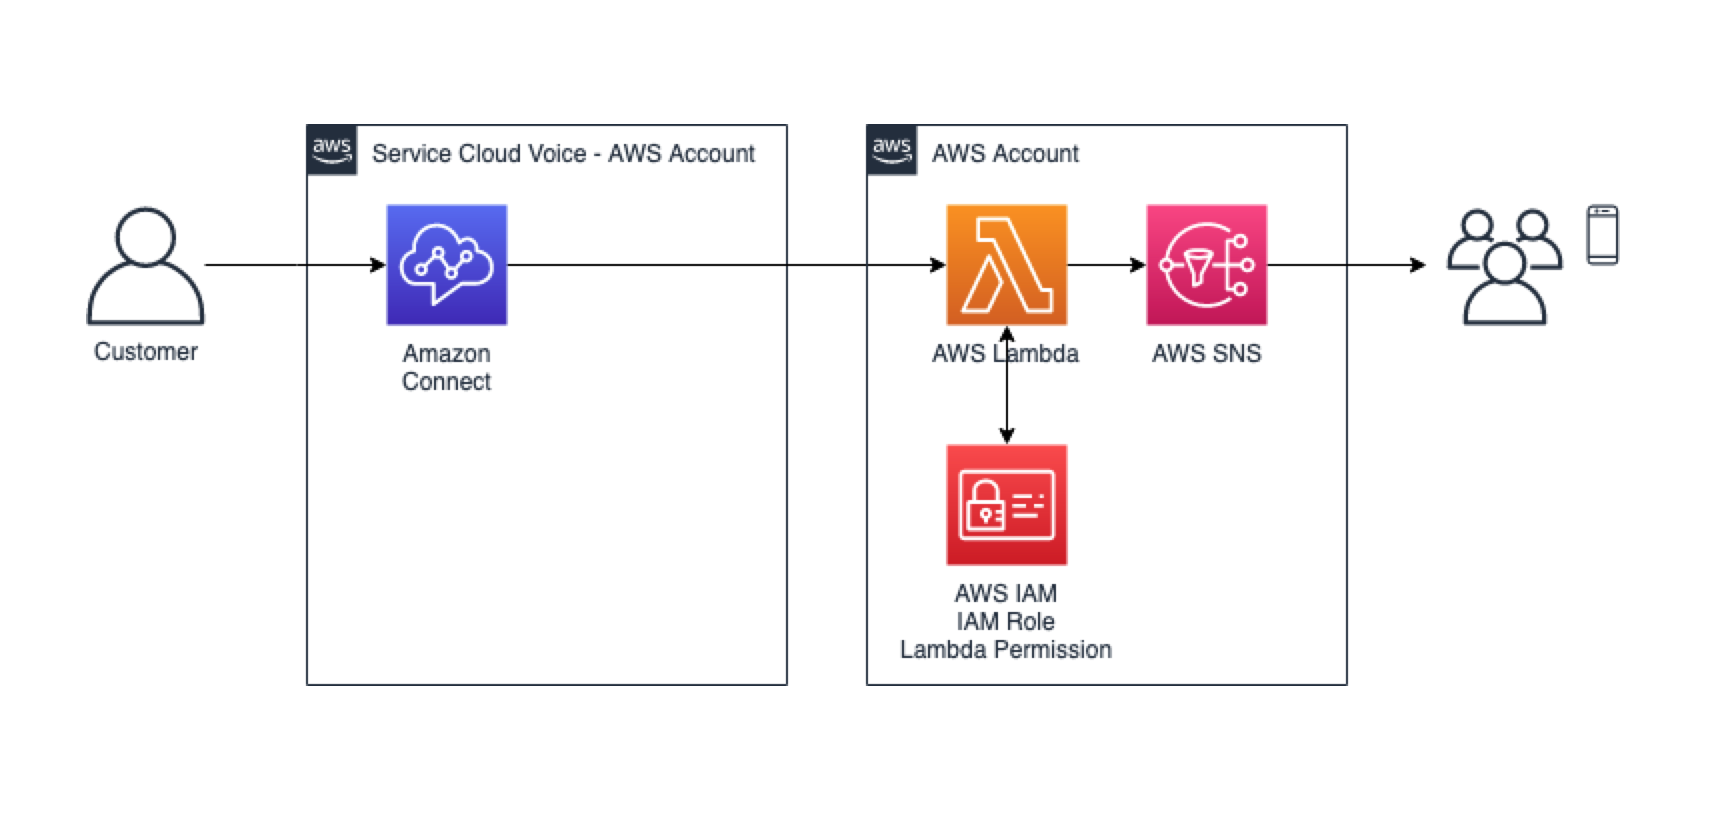 aws
Service Cloud Voice - AWS Account
aws
AWS Account
Customer
Amazon
Connect
AWS Lambda
AWS SNS
AWS IAM
IAM Role
Lambda Permission